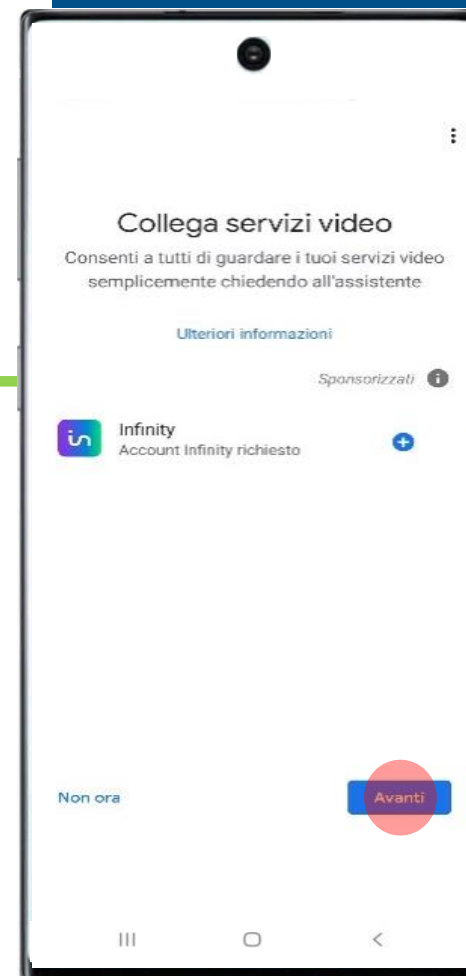 Collega servizi video
Consenti a tutti di guardare i tuoi servizi video
semplicemente chiedendo all'assistente
Ulteriori informazioni
Sponsorizzati
in Infinity
Account Infinity richiesto
Non ora
Avanti